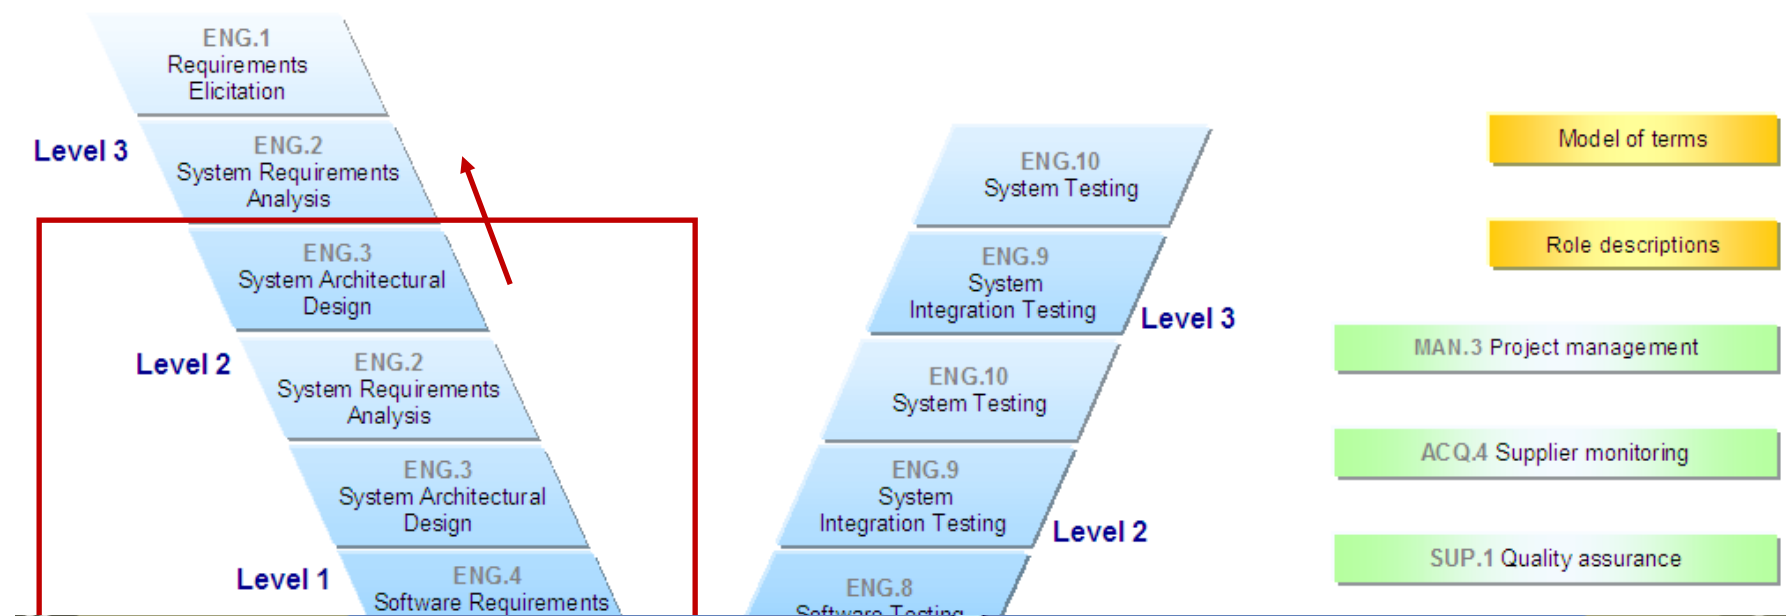 ENG.1
Requirements
Elicitation
Level 3
ENG.2
System Requirements
Analysis
ENG.3
System Architectural
Design
Level 2
ENG.2
System Requirements
Analysis
ENG.3
System Architectural
Design
Level 1
ENG.4
Software Requirements
ENG.10
System Testing
ENG.9
System
Integration Testing
Level 3
ENG.10
System Testing
ENG.9
System
Integration Testing
Level 2
ENG.8
Software Testing
Model of terms
Role descriptions
MAN.3 Project management
ACQ.4 Supplier monitoring
SUP.1 Quality assurance